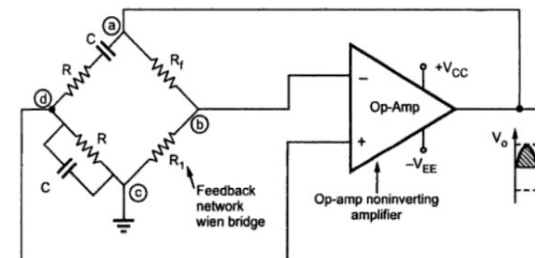 a
C
R
Rf
d
b
R
R1
C
c
Feedback
network
wien bridge
−
+
Op-Amp
+VCC
−VEE
Op-amp noninverting
amplifier
Vo